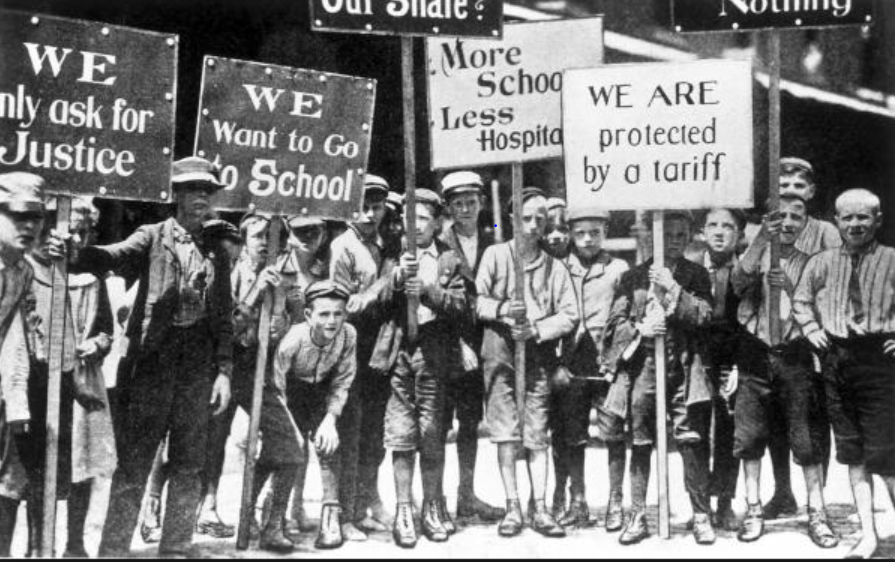 Our Share?
Nothing
WE
nly ask for
Justice
WE
Want to Go
o School
More
Schoo
Less
Hospita
WE ARE
protected
by a tariff